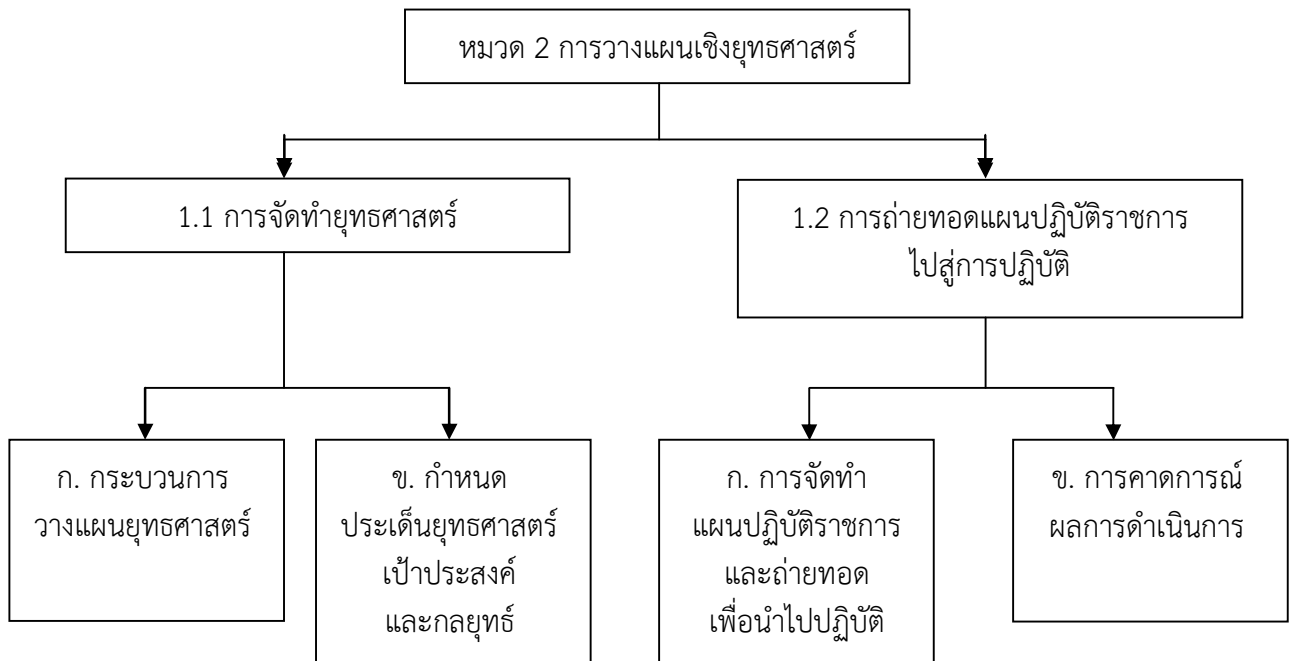 หมวด 2 การวางแผนเชิงยุทธศาสตร์
1.1 การจัดทำยุทธศาสตร์
1.2 การถ่ายทอดแผนปฏิบัติราชการ
ไปสู่การปฏิบัติ
ก. กระบวนการ
วางแผนยุทธศาสตร์
ข. กำหนด
ประเด็นยุทธศาสตร์
เป้าประสงค์
และกลยุทธ์
ก. การจัดทำ
แผนปฏิบัติราชการ
และถ่ายทอด
เพื่อนำไปปฏิบัติ
ข. การคาดการณ์
ผลการดำเนินการ